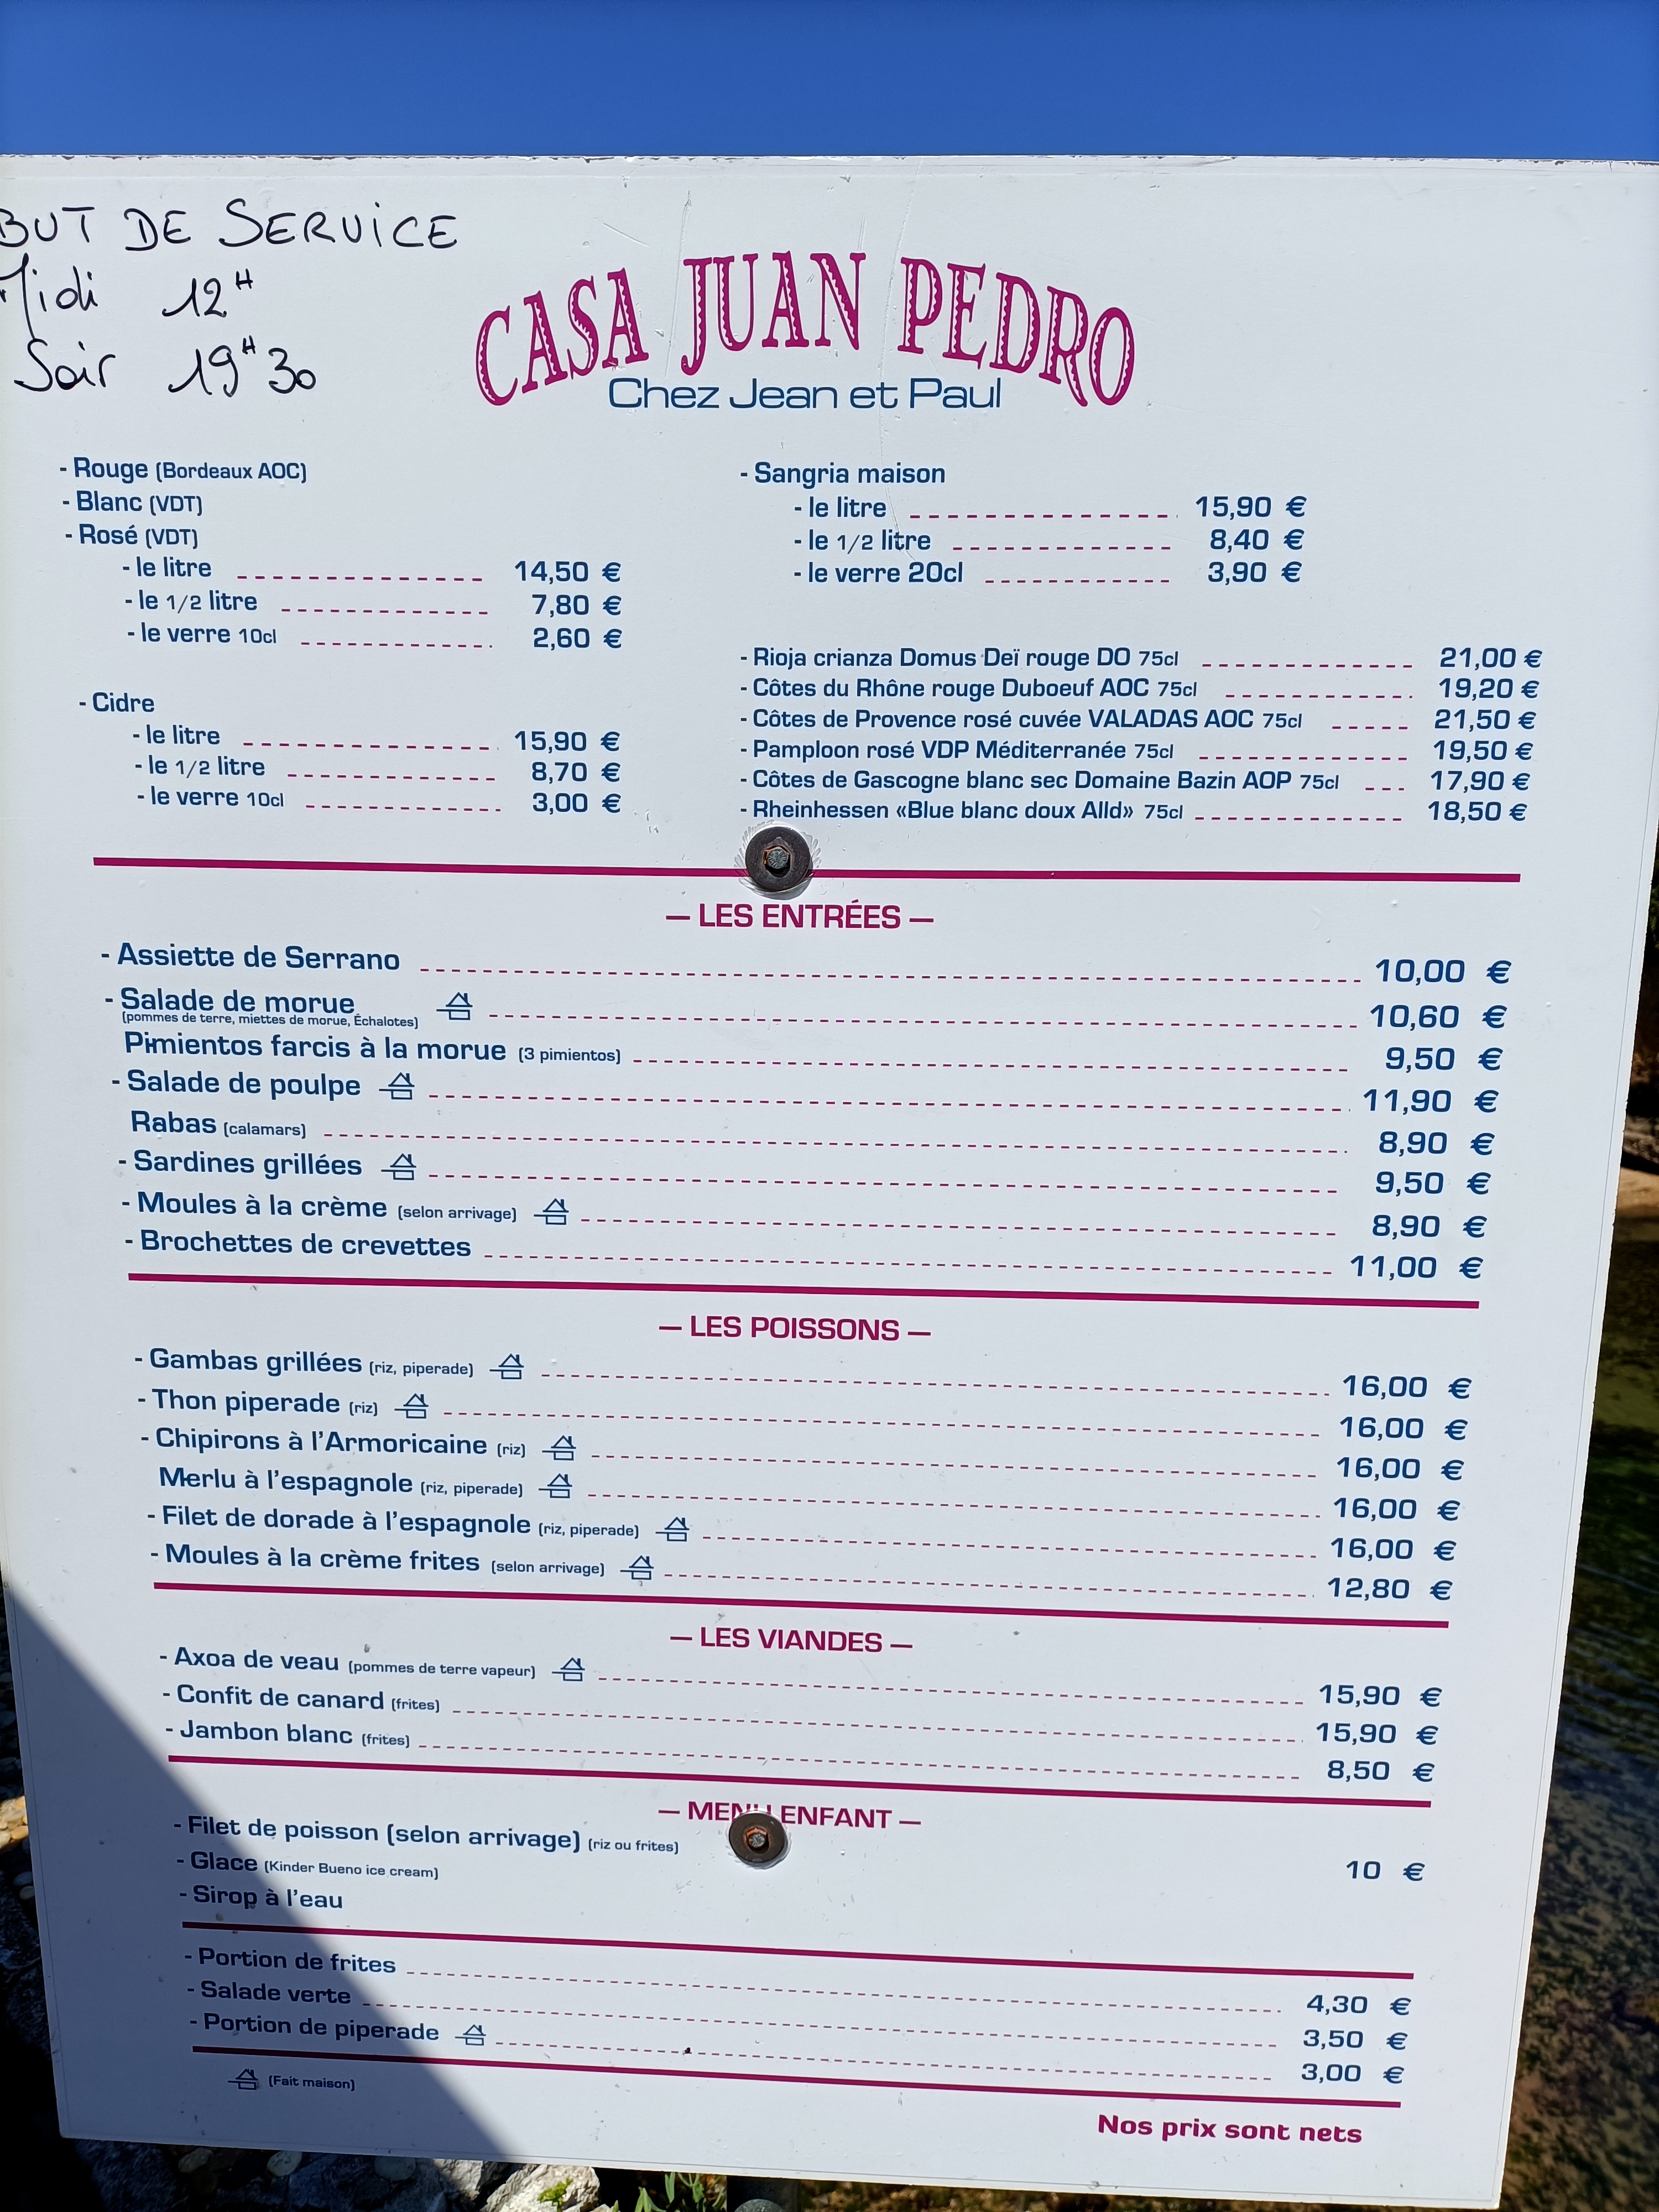 BUT DE SERVICE
Midi 12H
Soir 19H30
CASA JUAN PEDRO
Chez Jean et Paul
- Rouge (Bordeaux AOC)
- Blanc (VDT)
- Rosé (VDT)
- le litre 14,50 €
- le 1/2 litre 7,80 €
- le verre 10cl 2,60 €
- Cidre
- le litre 15,90 €
- le 1/2 litre 8,70 €
- le verre 10cl 3,00 €
- Sangria maison
- le litre 15,90 €
- le 1/2 litre 8,40 €
- le verre 20cl 3,90 €
- Rioja crianza Domus Deï rouge DO 75cl 21,00 €
- Côtes du Rhône rouge Duboeuf AOC 75cl 19,20 €
- Côtes de Provence rosé cuvée VALADAS AOC 75cl 21,50 €
- Pamploon rosé VDP Méditerranée 75cl 19,50 €
- Côtes de Gascogne blanc sec Domaine Bazin AOP 75cl 17,90 €
- Rheinhessen «Blue blanc doux Alld» 75cl 18,50 €
— LES ENTRÉES —
- Assiette de Serrano 10,00 €
- Salade de morue 10,60 €
(pommes de terre, miettes de morue, Échalotes)
Pimientos farcis à la morue (3 pimientos) 9,50 €
- Salade de poulpe 11,90 €
Rabas (calamars) 8,90 €
- Sardines grillées 9,50 €
- Moules à la crème (selon arrivage) 8,90 €
- Brochettes de crevettes 11,00 €
— LES POISSONS —
- Gambas grillées (riz, piperade) 16,00 €
- Thon piperade (riz) 16,00 €
- Chipirons à l'Armoricaine (riz) 16,00 €
Merlu à l'espagnole (riz, piperade) 16,00 €
- Filet de dorade à l'espagnole (riz, piperade) 16,00 €
- Moules à la crème frites (selon arrivage) 12,80 €
— LES VIANDES —
- Axoa de veau (pommes de terre vapeur) 15,90 €
- Confit de canard (frites) 15,90 €
- Jambon blanc (frites) 8,50 €
— MENU ENFANT —
- Filet de poisson (selon arrivage) (riz ou frites)
- Glace (Kinder Bueno ice cream) 10 €
- Sirop à l'eau
- Portion de frites 4,30 €
- Salade verte 3,50 €
- Portion de piperade 3,00 €
(Fait maison)
Nos prix sont nets